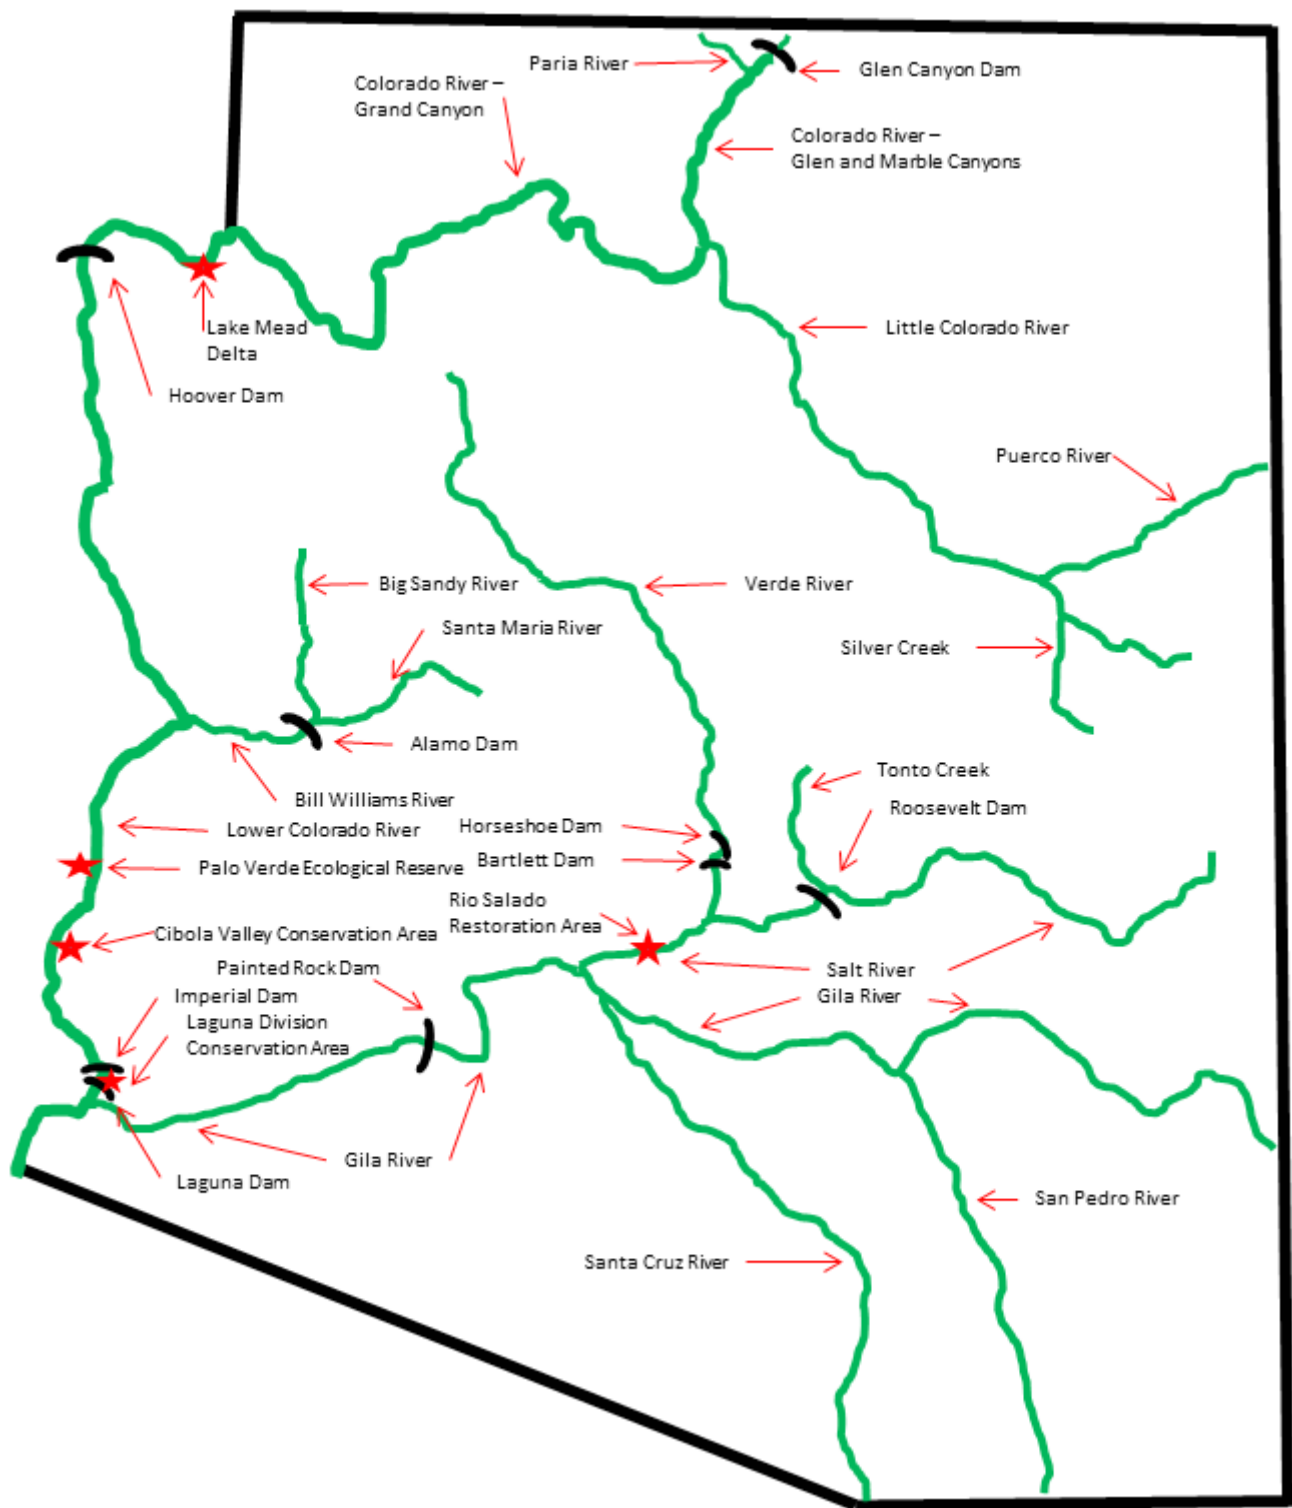 Paria River
Glen Canyon Dam
Colorado River –
Grand Canyon
Colorado River –
Glen and Marble Canyons
Lake Mead
Delta
Little Colorado River
Hoover Dam
Puerco River
Big Sandy River
Verde River
Santa Maria River
Silver Creek
Alamo Dam
Tonto Creek
Bill Williams River
Roosevelt Dam
Lower Colorado River
Horseshoe Dam
Palo Verde Ecological Reserve
Bartlett Dam
Rio Salado
Restoration Area
Cibola Valley Conservation Area
Painted Rock Dam
Salt River
Imperial Dam
Gila River
Laguna Division
Conservation Area
Gila River
Laguna Dam
San Pedro River
Santa Cruz River